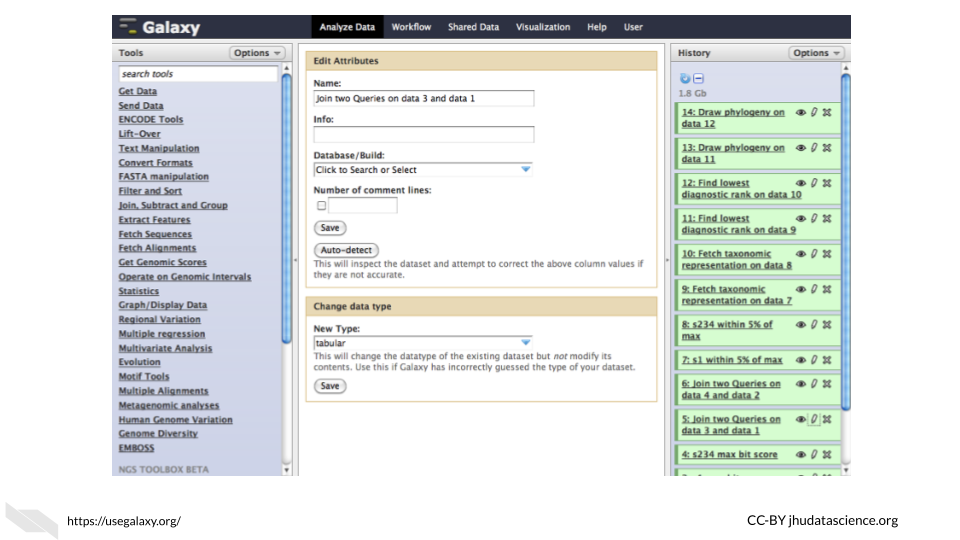 Galaxy
Analyze Data Workflow Shared Data Visualization Help User
Tools Options
search tools
Get Data
Send Data
ENCODE Tools
Lift-Over
Text Manipulation
Convert Formats
FASTA manipulation
Filter and Sort
Join, Subtract and Group
Extract Features
Fetch Sequences
Fetch Alignments
Get Genomic Scores
Operate on Genomic Intervals
Statistics
Graph/Display Data
Regional Variation
Multiple regression
Multivariate Analysis
Evolution
Motif Tools
Multiple Alignments
Metagenomic analyses
Human Genome Variation
Genome Diversity
EMBOSS
NGS TOOLBOX BETA
Edit Attributes
Name:
Join two Queries on data 3 and data 1
Info:
Database/Build:
Click to Search or Select
Number of comment lines:
Save
Auto-detect
This will inspect the dataset and attempt to correct the above column values if
they are not accurate.
Change data type
New Type:
tabular
This will change the datatype of the existing dataset but not modify its
contents. Use this if Galaxy has incorrectly guessed the type of your dataset.
Save
History Options
1.8 Gb
14: Draw phylogeny on
data 12
13: Draw phylogeny on
data 11
12: Find lowest
diagnostic rank on data 10
11: Find lowest
diagnostic rank on data 9
10: Fetch taxonomic
representation on data 8
9: Fetch taxonomic
representation on data 7
8: s234 within 5% of
max
7: s1 within 5% of max
6: Join two Queries on
data 4 and data 2
5: Join two Queries on
data 3 and data 1
4: s234 max bit score
https://usegalaxy.org/
CC-BY jhudatascience.org